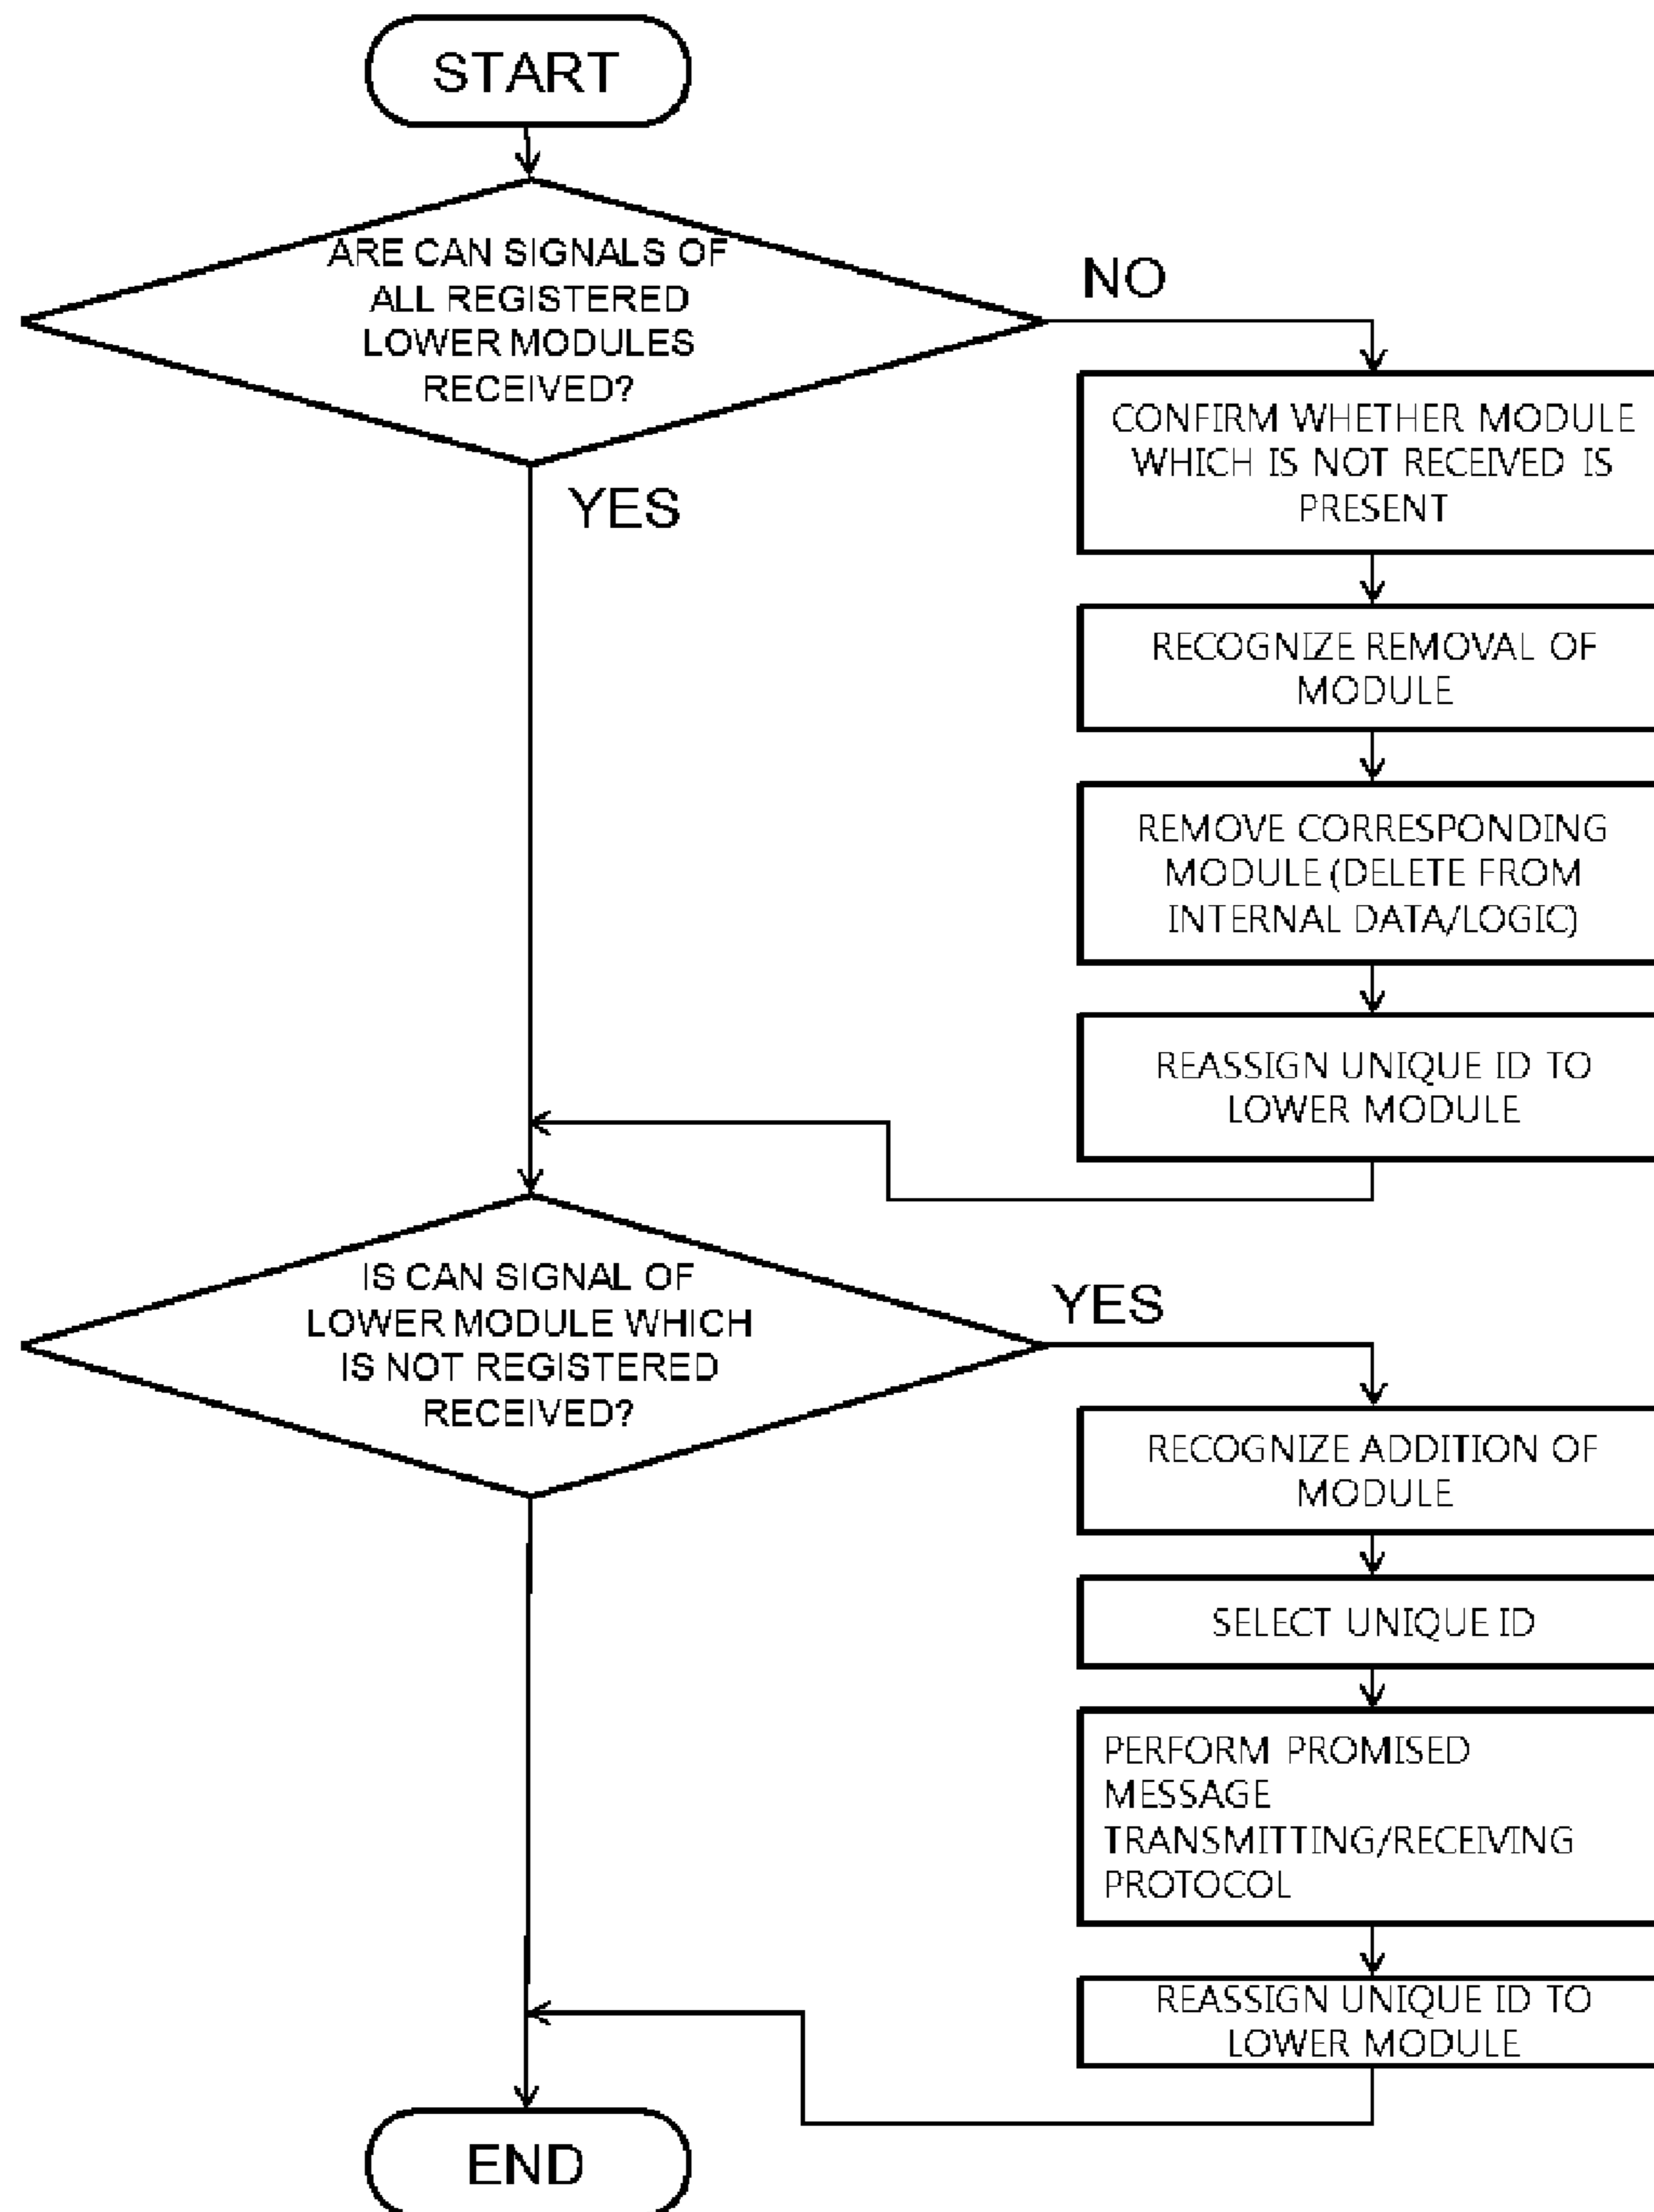 START
ARE CAN SIGNALS OF
ALL REGISTERED
LOWER MODULES
RECEIVED?
NO
YES
CONFIRM WHETHER MODULE
WHICH IS NOT RECEIVED IS
PRESENT
RECOGNIZE REMOVAL OF
MODULE
REMOVE CORRESPONDING
MODULE (DELETE FROM
INTERNAL DATA/LOGIC)
REASSIGN UNIQUE ID TO
LOWER MODULE
IS CAN SIGNAL OF
LOWER MODULE WHICH
IS NOT REGISTERED
RECEIVED?
YES
RECOGNIZE ADDITION OF
MODULE
SELECT UNIQUE ID
PERFORM PROMISED
MESSAGE
TRANSMITTING/RECEIVING
PROTOCOL
REASSIGN UNIQUE ID TO
LOWER MODULE
END